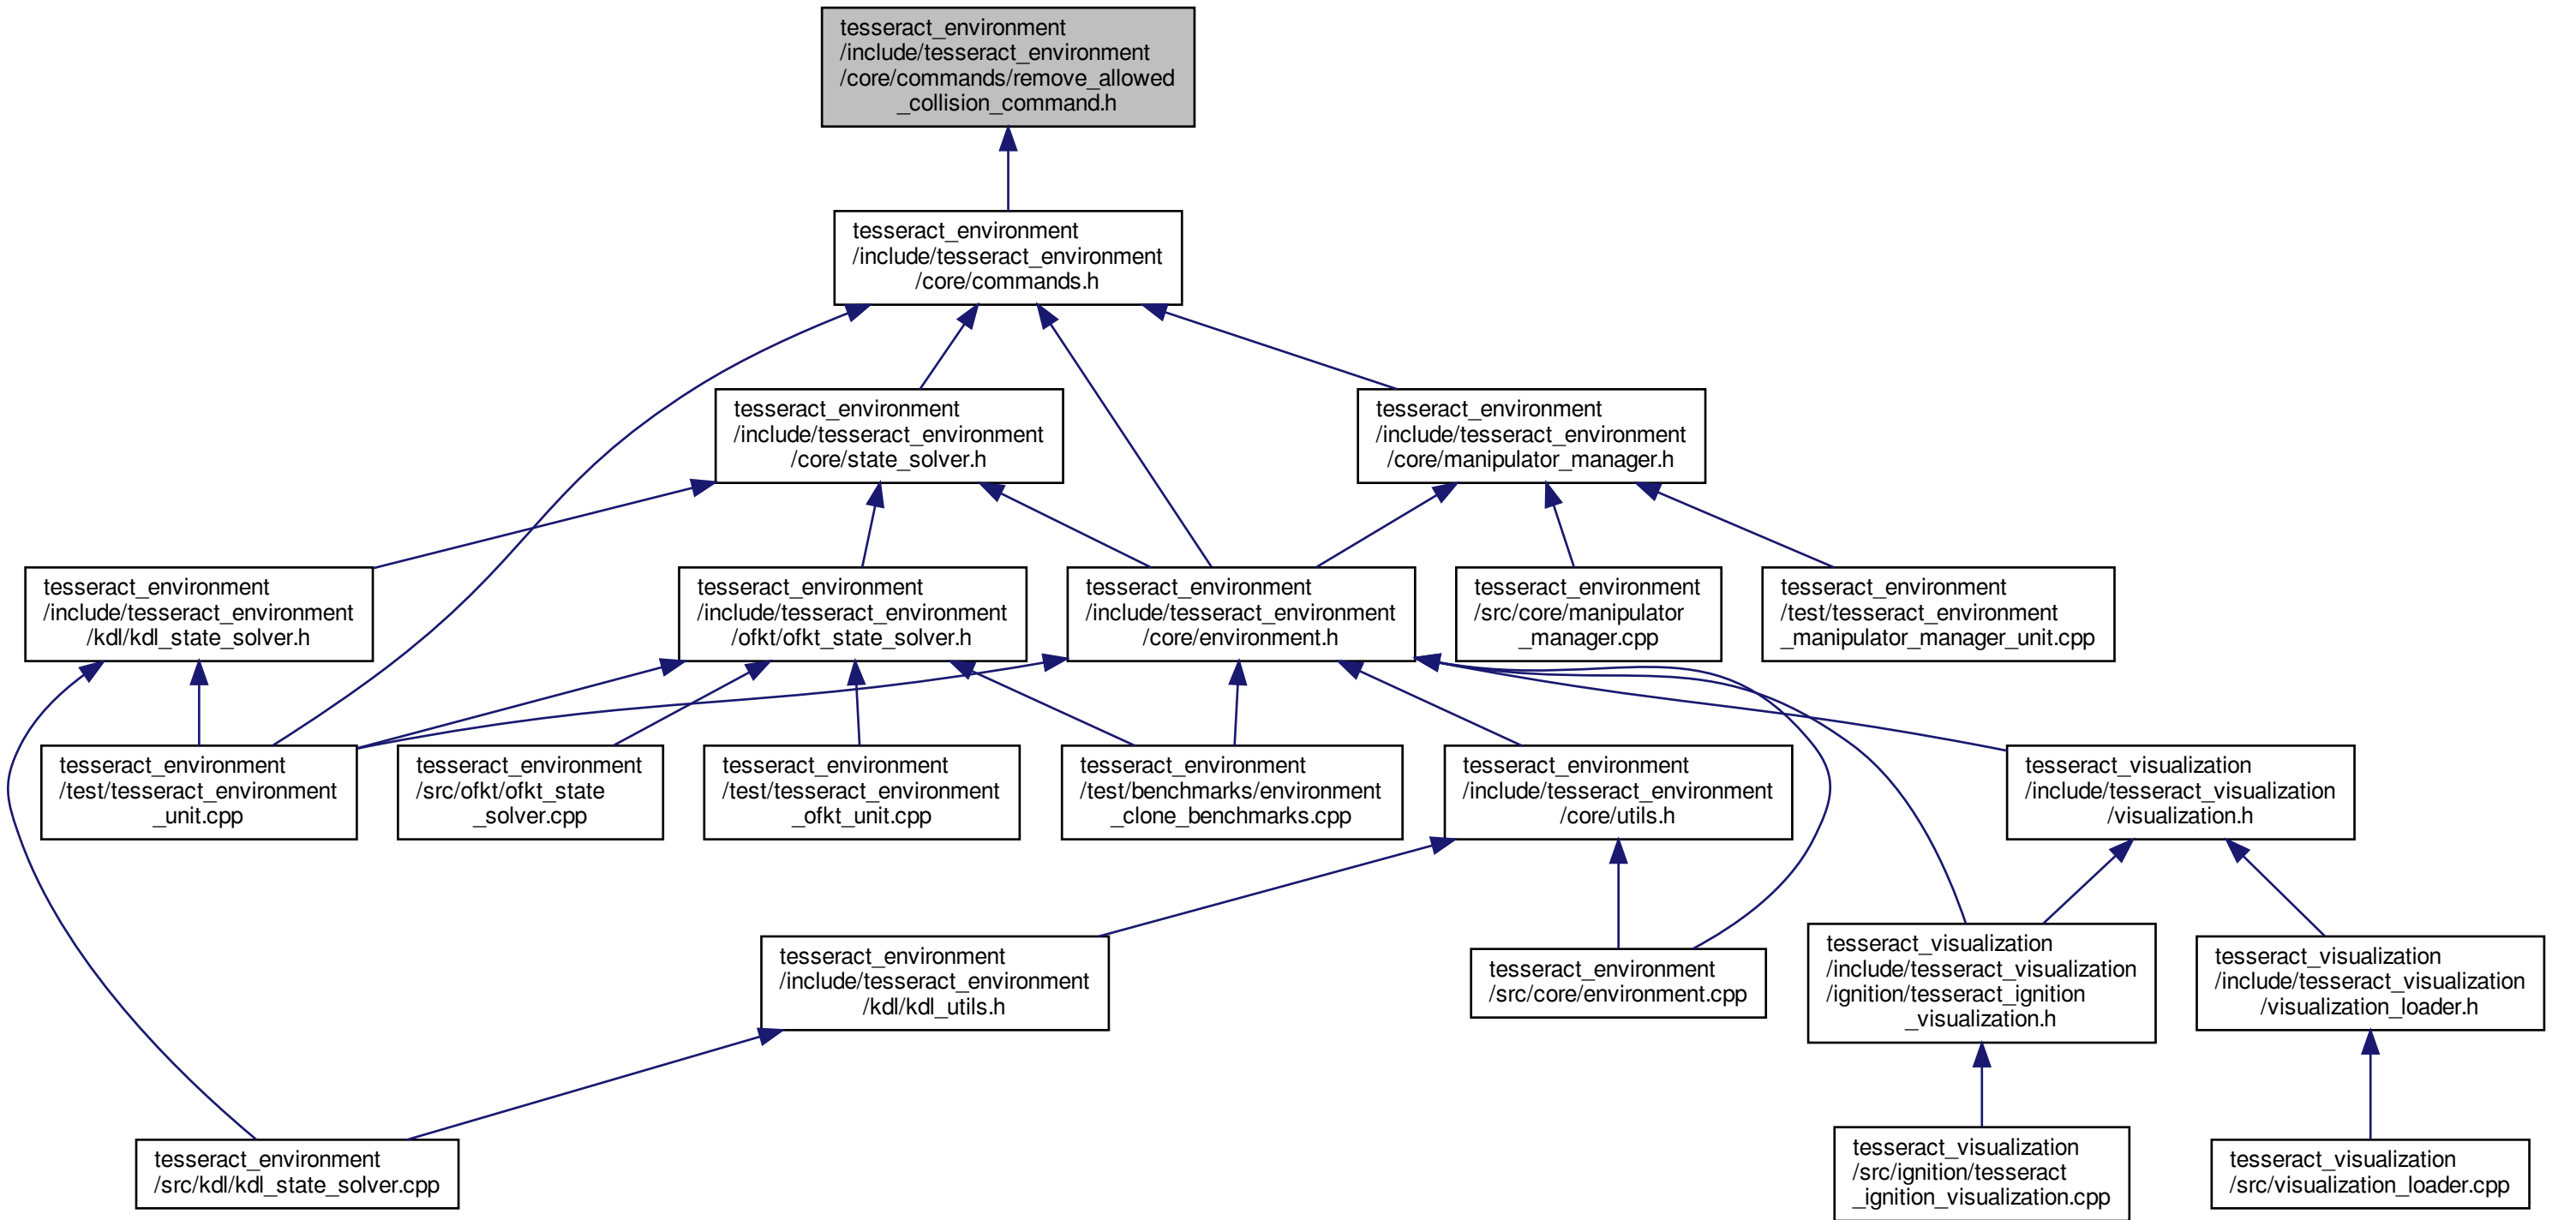 tesseract_environment
/include/tesseract_environment
/core/commands/remove_allowed
_collision_command.h
tesseract_environment
/include/tesseract_environment
/core/commands.h
tesseract_environment
/include/tesseract_environment
/core/state_solver.h
tesseract_environment
/include/tesseract_environment
/core/manipulator_manager.h
tesseract_environment
/include/tesseract_environment
/kdl/kdl_state_solver.h
tesseract_environment
/include/tesseract_environment
/ofkt/ofkt_state_solver.h
tesseract_environment
/include/tesseract_environment
/core/environment.h
tesseract_environment
/src/core/manipulator
_manager.cpp
tesseract_environment
/test/tesseract_environment
_manipulator_manager_unit.cpp
tesseract_environment
/test/tesseract_environment
_unit.cpp
tesseract_environment
/src/ofkt/ofkt_state
_solver.cpp
tesseract_environment
/test/tesseract_environment
_ofkt_unit.cpp
tesseract_environment
/test/benchmarks/environment
_clone_benchmarks.cpp
tesseract_environment
/include/tesseract_environment
/core/utils.h
tesseract_visualization
/include/tesseract_visualization
/visualization.h
tesseract_environment
/include/tesseract_environment
/kdl/kdl_utils.h
tesseract_environment
/src/core/environment.cpp
tesseract_visualization
/include/tesseract_visualization
/ignition/tesseract_ignition
_visualization.h
tesseract_visualization
/include/tesseract_visualization
/visualization_loader.h
tesseract_environment
/src/kdl/kdl_state_solver.cpp
tesseract_visualization
/src/ignition/tesseract
_ignition_visualization.cpp
tesseract_visualization
/src/visualization_loader.cpp